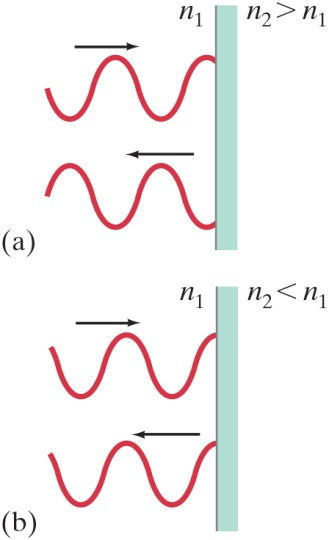 n₁ n₂ > n₁
(a)
n₁ n₂ < n₁
(b)